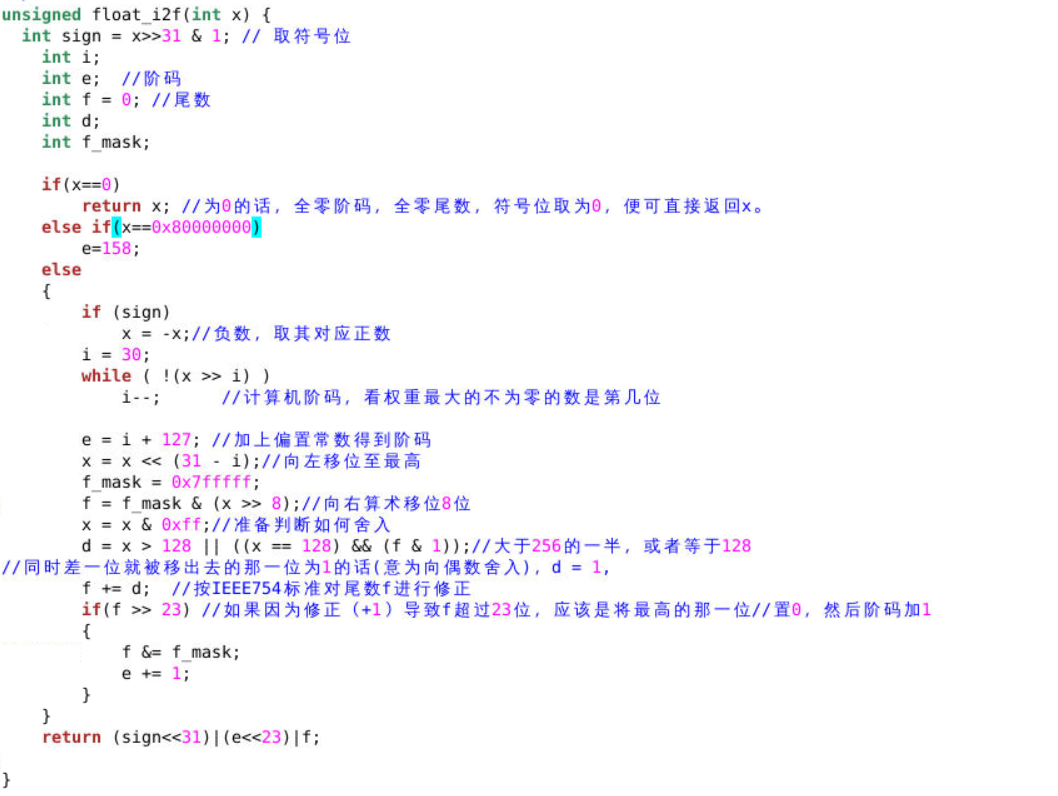 unsigned float_i2f(int x) {
  int sign = x>>31 & 1; // 取符号位
    int i;
    int e;  //阶码
    int f = 0; //尾数
    int d;
    int f_mask;

    if(x==0)
        return x; //为0的话, 全零阶码, 全零尾数, 符号位取为0, 便可直接返回x。
    else if(x==0x80000000)
        e=158;
    else
    {
        if (sign)
            x = -x;//负数, 取其对应正数
        i = 30;
        while ( !(x >> i) )
            i--;      //计算机阶码, 看权重最大的不为零的数是第几位

        e = i + 127; //加上偏置常数得到阶码
        x = x << (31 - i);//向左移位至最高
        f_mask = 0x7fffff;
        f = f_mask & (x >> 8);//向右算术移位8位
        x = x & 0xff;//准备判断如何舍入
        d = x > 128 || ((x == 128) && (f & 1));//大于256的一半, 或者等于128
//同时差一位就被移出去的那一位为1的话(意为向偶数舍入), d = 1,
        f += d;  //按IEEE754标准对尾数f进行修正
        if(f >> 23) //如果因为修正（+1）导致f超过23位, 应该是将最高的那一位//置0, 然后阶码加1
        {
            f &= f_mask;
            e += 1;
        }
    }
    return (sign<<31)|(e<<23)|f;

}